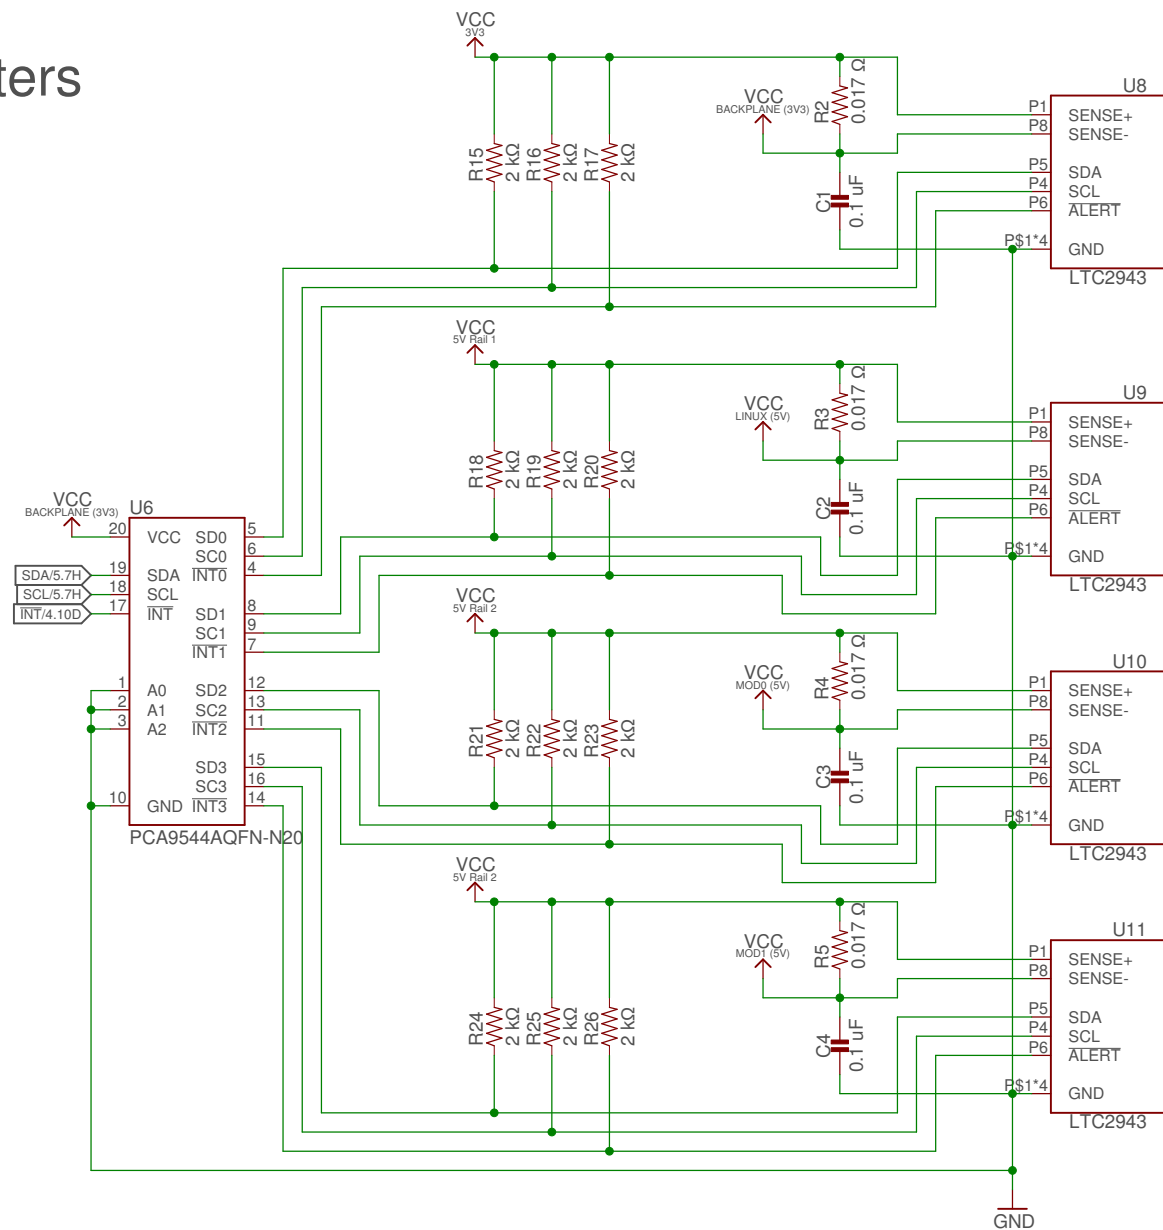 ters
VCC
3V3
R15
2 kΩ
R16
2 kΩ
R17
2 kΩ
VCC
BACKPLANE (3V3)
R2
0.017 Ω
C1
0.1 uF
U8
P1 SENSE+
P8 SENSE-
P5 SDA
P4 SCL
P6 ALERT
P$1*4 GND
LTC2943
VCC
5V Rail 1
R18
2 kΩ
R19
2 kΩ
R20
2 kΩ
VCC
LINUX (5V)
R3
0.017 Ω
C2
0.1 uF
U9
P1 SENSE+
P8 SENSE-
P5 SDA
P4 SCL
P6 ALERT
P$1*4 GND
LTC2943
VCC
BACKPLANE (3V3)
U6
20 VCC SD0 5
SC0 6
SDA/5.7H 19 SDA INT0 4
SCL/5.7H 18 SCL
INT/4.10D 17 INT SD1 8
SC1 9
INT1 7
1 A0 SD2 12
2 A1 SC2 13
3 A2 INT2 11
SD3 15
SC3 16
10 GND INT3 14
PCA9544AQFN-N20
VCC
5V Rail 2
R21
2 kΩ
R22
2 kΩ
R23
2 kΩ
VCC
MOD0 (5V)
R4
0.017 Ω
C3
0.1 uF
U10
P1 SENSE+
P8 SENSE-
P5 SDA
P4 SCL
P6 ALERT
P$1*4 GND
LTC2943
VCC
5V Rail 2
R24
2 kΩ
R25
2 kΩ
R26
2 kΩ
VCC
MOD1 (5V)
R5
0.017 Ω
C4
0.1 uF
U11
P1 SENSE+
P8 SENSE-
P5 SDA
P4 SCL
P6 ALERT
P$1*4 GND
LTC2943
GND